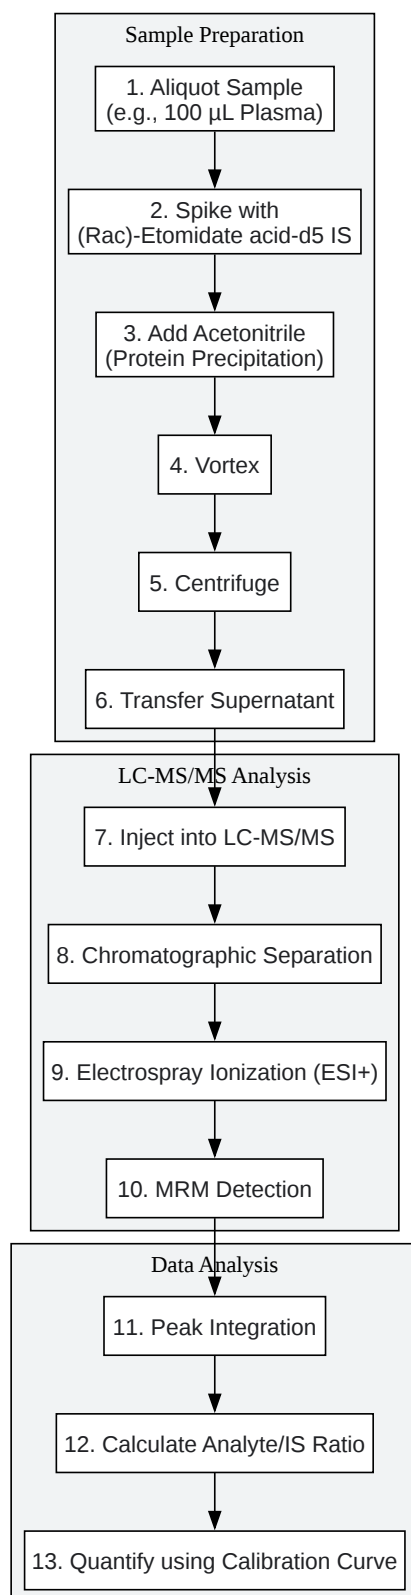 Sample Preparation
1. Aliquot Sample
(e.g., 100 µL Plasma)
2. Spike with
(Rac)-Etomidate acid-d5 IS
3. Add Acetonitrile
(Protein Precipitation)
4. Vortex
5. Centrifuge
6. Transfer Supernatant
LC-MS/MS Analysis
7. Inject into LC-MS/MS
8. Chromatographic Separation
9. Electrospray Ionization (ESI+)
10. MRM Detection
Data Analysis
11. Peak Integration
12. Calculate Analyte/IS Ratio
13. Quantify using Calibration Curve